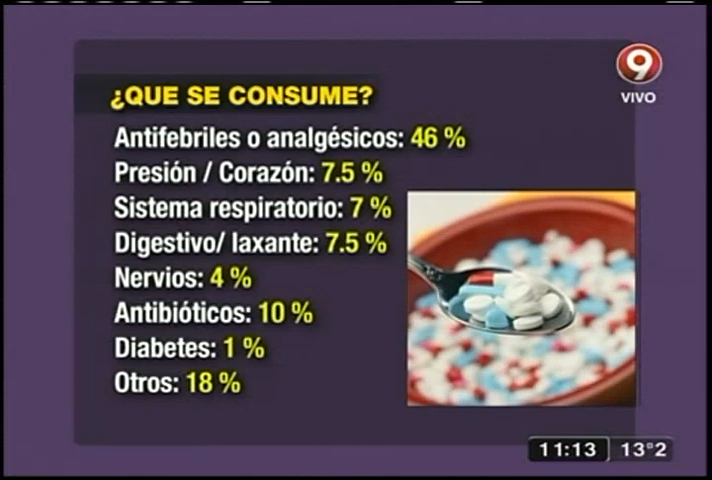 ¿QUE SE CONSUME?
Antifebriles o analgésicos: 46 %
Presión / Corazón: 7.5 %
Sistema respiratorio: 7 %
Digestivo/ laxante: 7.5 %
Nervios: 4 %
Antibióticos: 10 %
Diabetes: 1 %
Otros: 18 %
9
VIVO
11:13 13°2